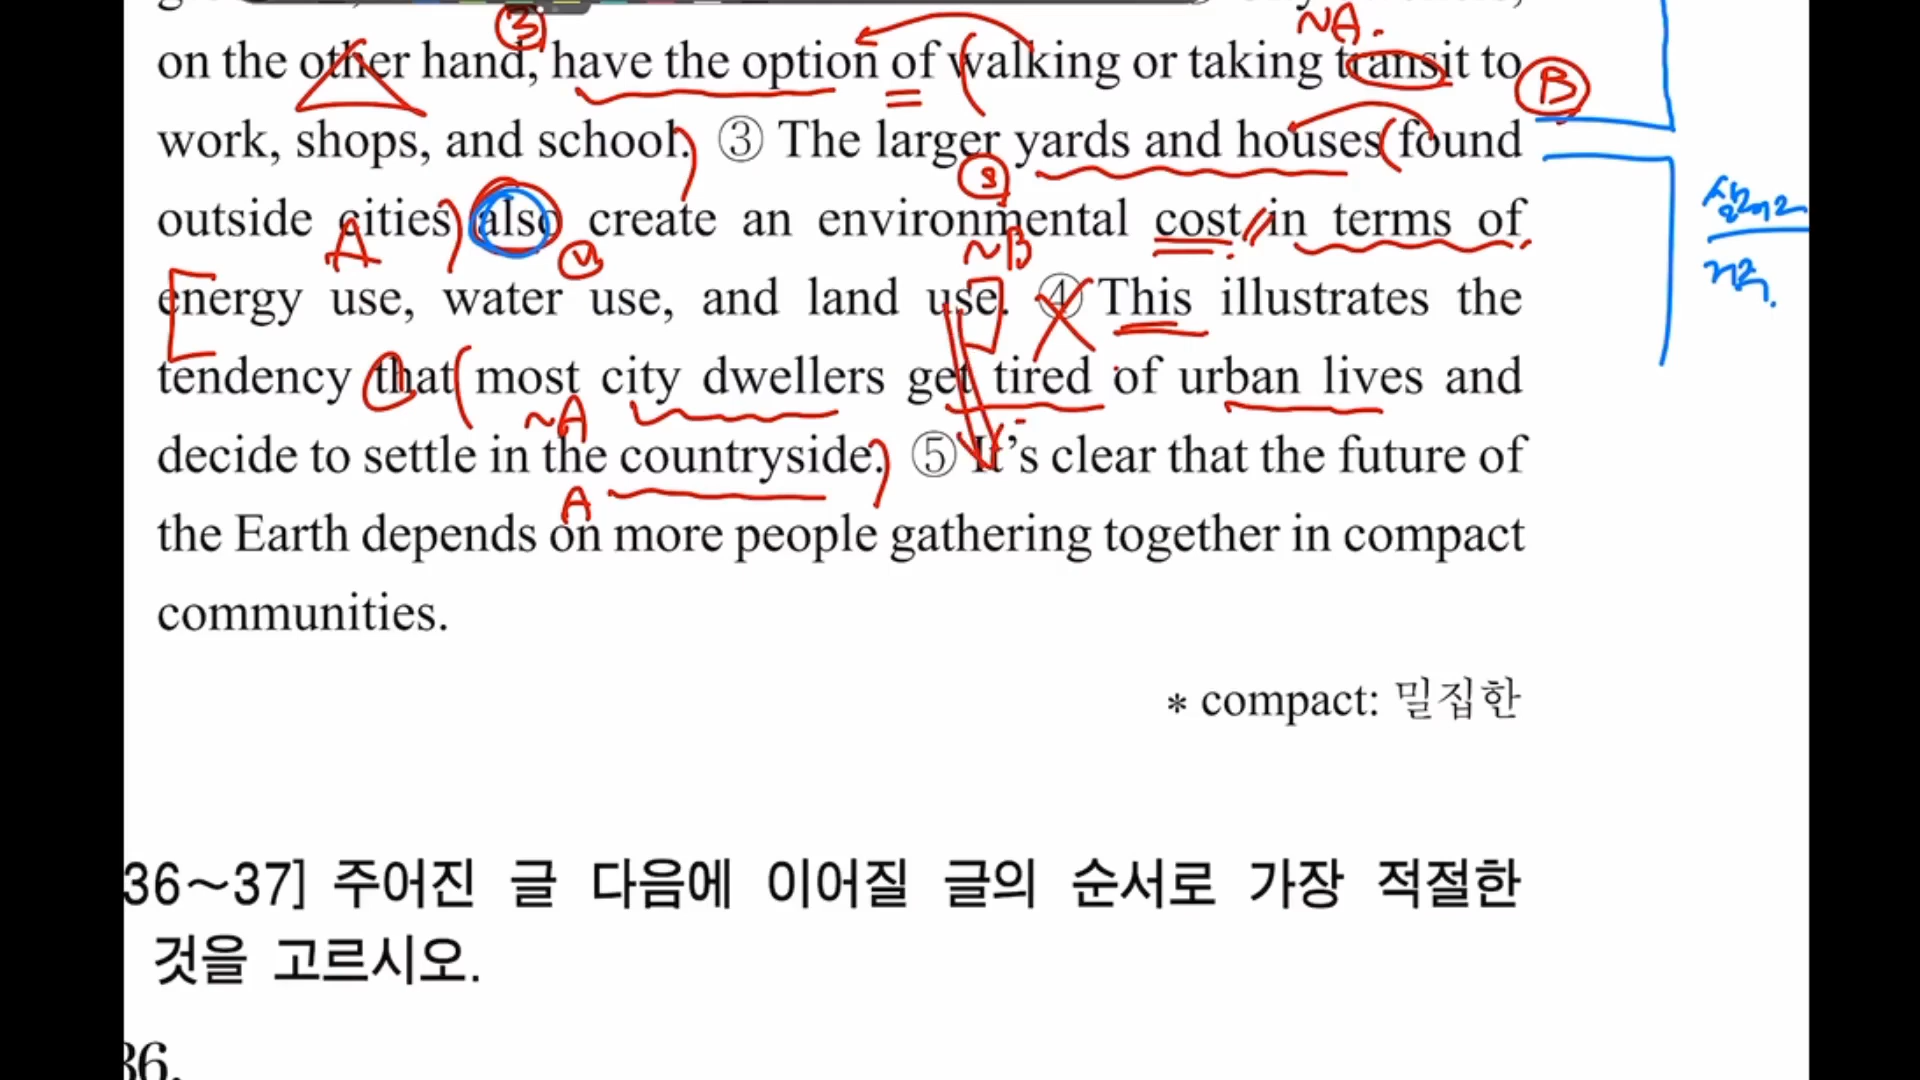 on the other hand, have the option of walking or taking transit to
work, shops, and school. ③ The larger yards and houses found
outside cities also create an environmental cost in terms of
energy use, water use, and land use. ④ This illustrates the
tendency that most city dwellers get tired of urban lives and
decide to settle in the countryside. ⑤ It's clear that the future of
the Earth depends on more people gathering together in compact
communities.
* compact: 밀집한
36～37] 주어진 글 다음에 이어질 글의 순서로 가장 적절한
것을 고르시오.
36.
③
~A.
B
S
A
V
~B
~A
A